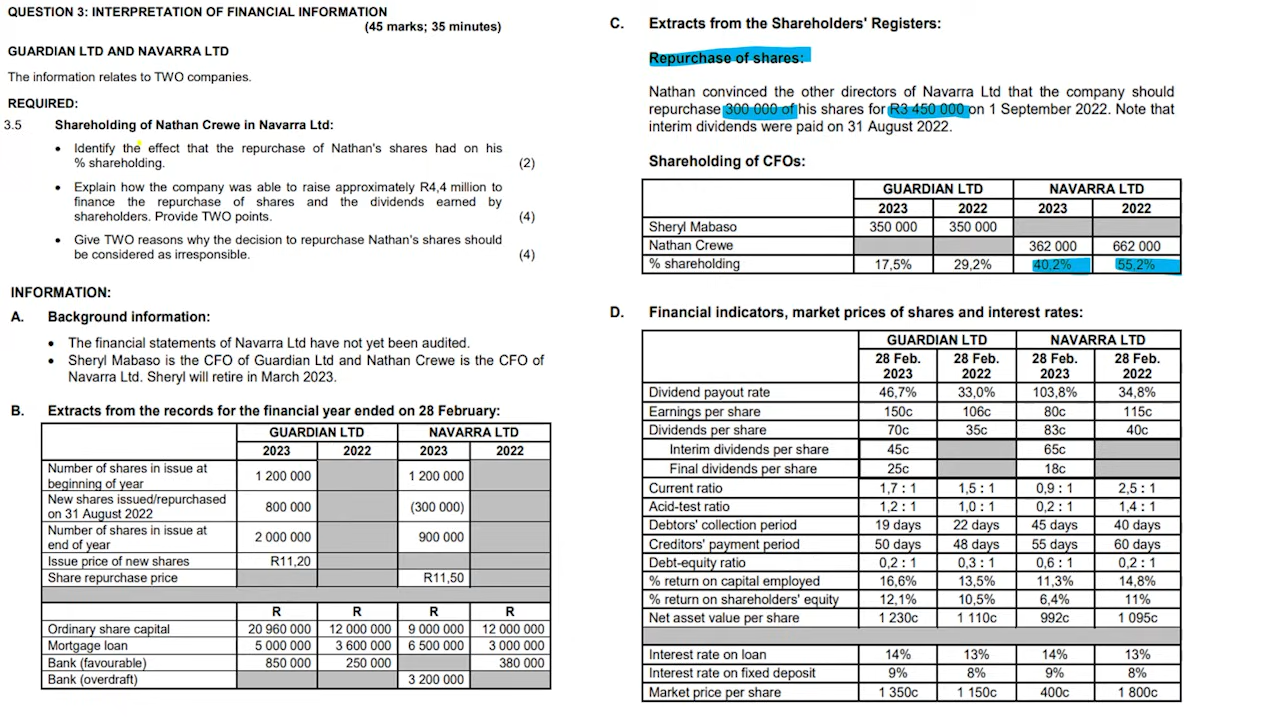 QUESTION 3: INTERPRETATION OF FINANCIAL INFORMATION
(45 marks; 35 minutes)
GUARDIAN LTD AND NAVARRA LTD
The information relates to TWO companies.
REQUIRED:
3.5 Shareholding of Nathan Crewe in Navarra Ltd:
• Identify the effect that the repurchase of Nathan's shares had on his
% shareholding. (2)
• Explain how the company was able to raise approximately R4,4 million to
finance the repurchase of shares and the dividends earned by
shareholders. Provide TWO points. (4)
• Give TWO reasons why the decision to repurchase Nathan's shares should
be considered as irresponsible. (4)
INFORMATION:
A. Background information:
• The financial statements of Navarra Ltd have not yet been audited.
• Sheryl Mabaso is the CFO of Guardian Ltd and Nathan Crewe is the CFO of
Navarra Ltd. Sheryl will retire in March 2023.
B. Extracts from the records for the financial year ended on 28 February:
GUARDIAN LTD NAVARRA LTD
2023 2022 2023 2022
Number of shares in issue at
beginning of year 1 200 000 1 200 000
New shares issued/repurchased
on 31 August 2022 800 000 (300 000)
Number of shares in issue at
end of year 2 000 000 900 000
Issue price of new shares R11,20
Share repurchase price R11,50
R R R R
Ordinary share capital 20 960 000 12 000 000 9 000 000 12 000 000
Mortgage loan 5 000 000 3 600 000 6 500 000 3 000 000
Bank (favourable) 850 000 250 000 380 000
Bank (overdraft) 3 200 000
C. Extracts from the Shareholders' Registers:
Repurchase of shares:
Nathan convinced the other directors of Navarra Ltd that the company should
repurchase 300 000 of his shares for R3 450 000 on 1 September 2022. Note that
interim dividends were paid on 31 August 2022.
Shareholding of CFOs:
GUARDIAN LTD NAVARRA LTD
2023 2022 2023 2022
Sheryl Mabaso 350 000 350 000
Nathan Crewe 362 000 662 000
% shareholding 17,5% 29,2% 40,2% 55,2%
D. Financial indicators, market prices of shares and interest rates:
GUARDIAN LTD NAVARRA LTD
28 Feb. 28 Feb. 28 Feb. 28 Feb.
2023 2022 2023 2022
Dividend payout rate 46,7% 33,0% 103,8% 34,8%
Earnings per share 150c 106c 80c 115c
Dividends per share 70c 35c 83c 40c
Interim dividends per share 45c 65c
Final dividends per share 25c 18c
Current ratio 1,7 : 1 1,5 : 1 0,9 : 1 2,5 : 1
Acid-test ratio 1,2 : 1 1,0 : 1 0,2 : 1 1,4 : 1
Debtors' collection period 19 days 22 days 45 days 40 days
Creditors' payment period 50 days 48 days 55 days 60 days
Debt-equity ratio 0,2 : 1 0,3 : 1 0,6 : 1 0,2 : 1
% return on capital employed 16,6% 13,5% 11,3% 14,8%
% return on shareholders' equity 12,1% 10,5% 6,4% 11%
Net asset value per share 1 230c 1 110c 992c 1 095c
Interest rate on loan 14% 13% 14% 13%
Interest rate on fixed deposit 9% 8% 9% 8%
Market price per share 1 350c 1 150c 400c 1 800c